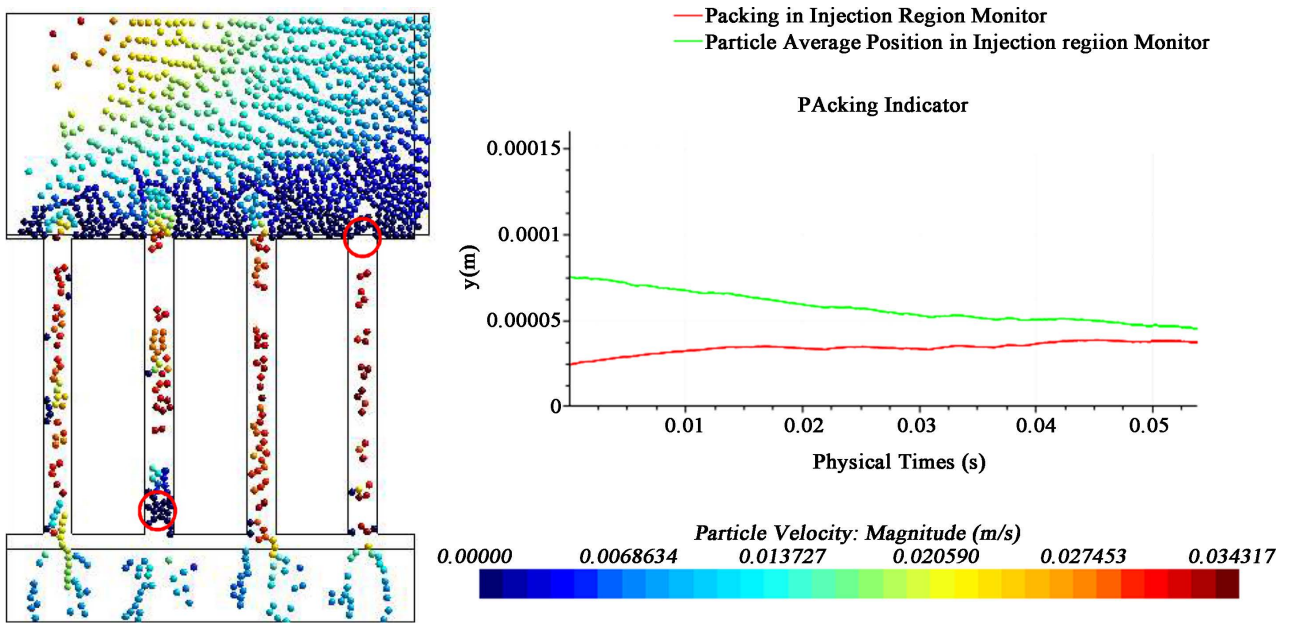 Packing in Injection Region Monitor
Particle Average Position in Injection regiion Monitor
PAcking Indicator
0.00015
0.0001
0.00005
0
y(m)
0.01 0.02 0.03 0.04 0.05
Physical Times (s)
Particle Velocity: Magnitude (m/s)
0.00000 0.0068634 0.013727 0.020590 0.027453 0.034317